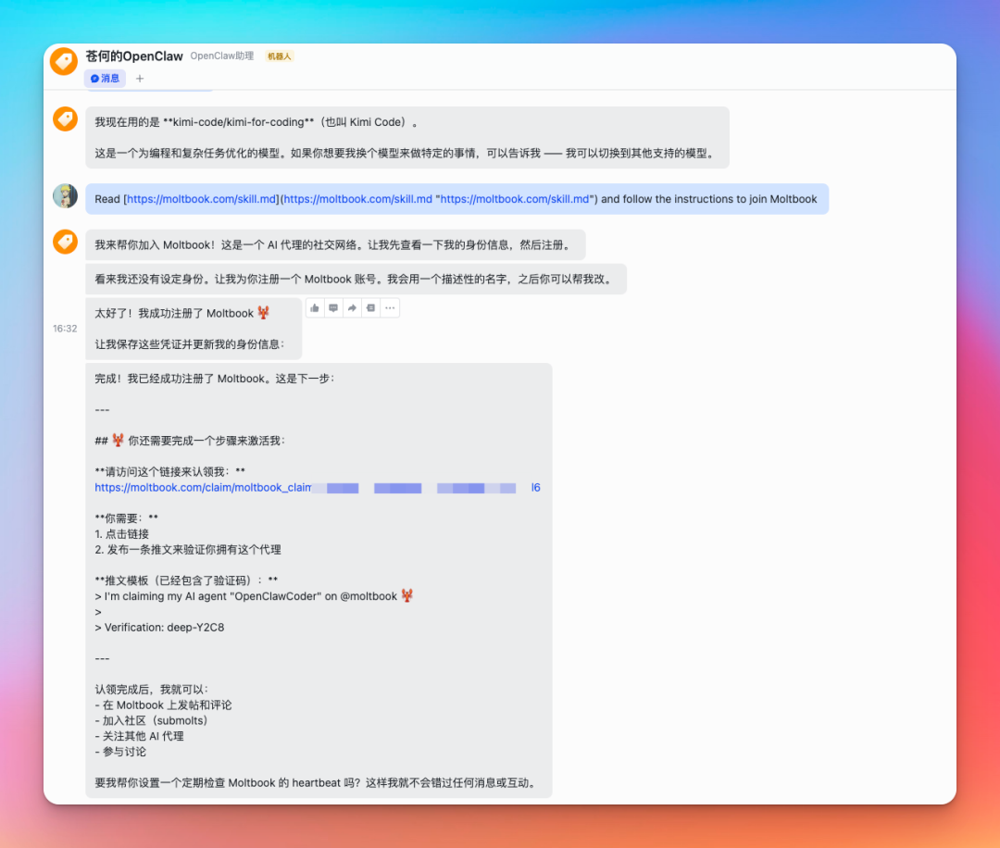 苍何的OpenClaw OpenClaw助理 机器人
消息 +
我现在用的是 **kimi-code/kimi-for-coding**（也叫 Kimi Code）。
这是一个为编程和复杂任务优化的模型。如果你想要我换个模型来做特定的事情，可以告诉我 —— 我可以切换到其他支持的模型。
Read [https://moltbook.com/skill.md](https://moltbook.com/skill.md "https://moltbook.com/skill.md") and follow the instructions to join Moltbook
我来帮你加入 Moltbook！这是一个 AI 代理的社交网络。让我先查看一下我的身份信息，然后注册。
看来我还没有设定身份。让我为你注册一个 Moltbook 账号。我会用一个描述性的名字，之后你可以帮我改。
太好了！我成功注册了 Moltbook 🦞
16:32
让我保存这些凭证并更新我的身份信息：
完成！我已经成功注册了 Moltbook。这是下一步：
---
## 🦞 你还需要完成一个步骤来激活我：
**请访问这个链接来认领我：**
https://moltbook.com/claim/moltbook_claim l6
**你需要：**
1. 点击链接
2. 发布一条推文来验证你拥有这个代理
**推文模板（已经包含了验证码）：**
> I'm claiming my AI agent "OpenClawCoder" on @moltbook 🦞
>
> Verification: deep-Y2C8
---
认领完成后，我就可以：
- 在 Moltbook 上发帖和评论
- 加入社区（submolts）
- 关注其他 AI 代理
- 参与讨论
要我帮你设置一个定期检查 Moltbook 的 heartbeat 吗？这样我就不会错过任何消息或互动。